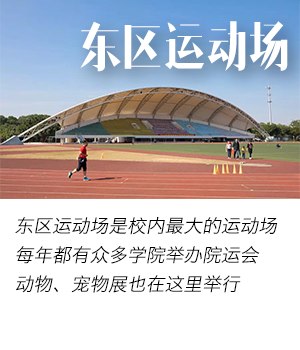 东区运动场
东区运动场是校内最大的运动场
每年都有众多学院举办院运会
动物、宠物展也在这里举行